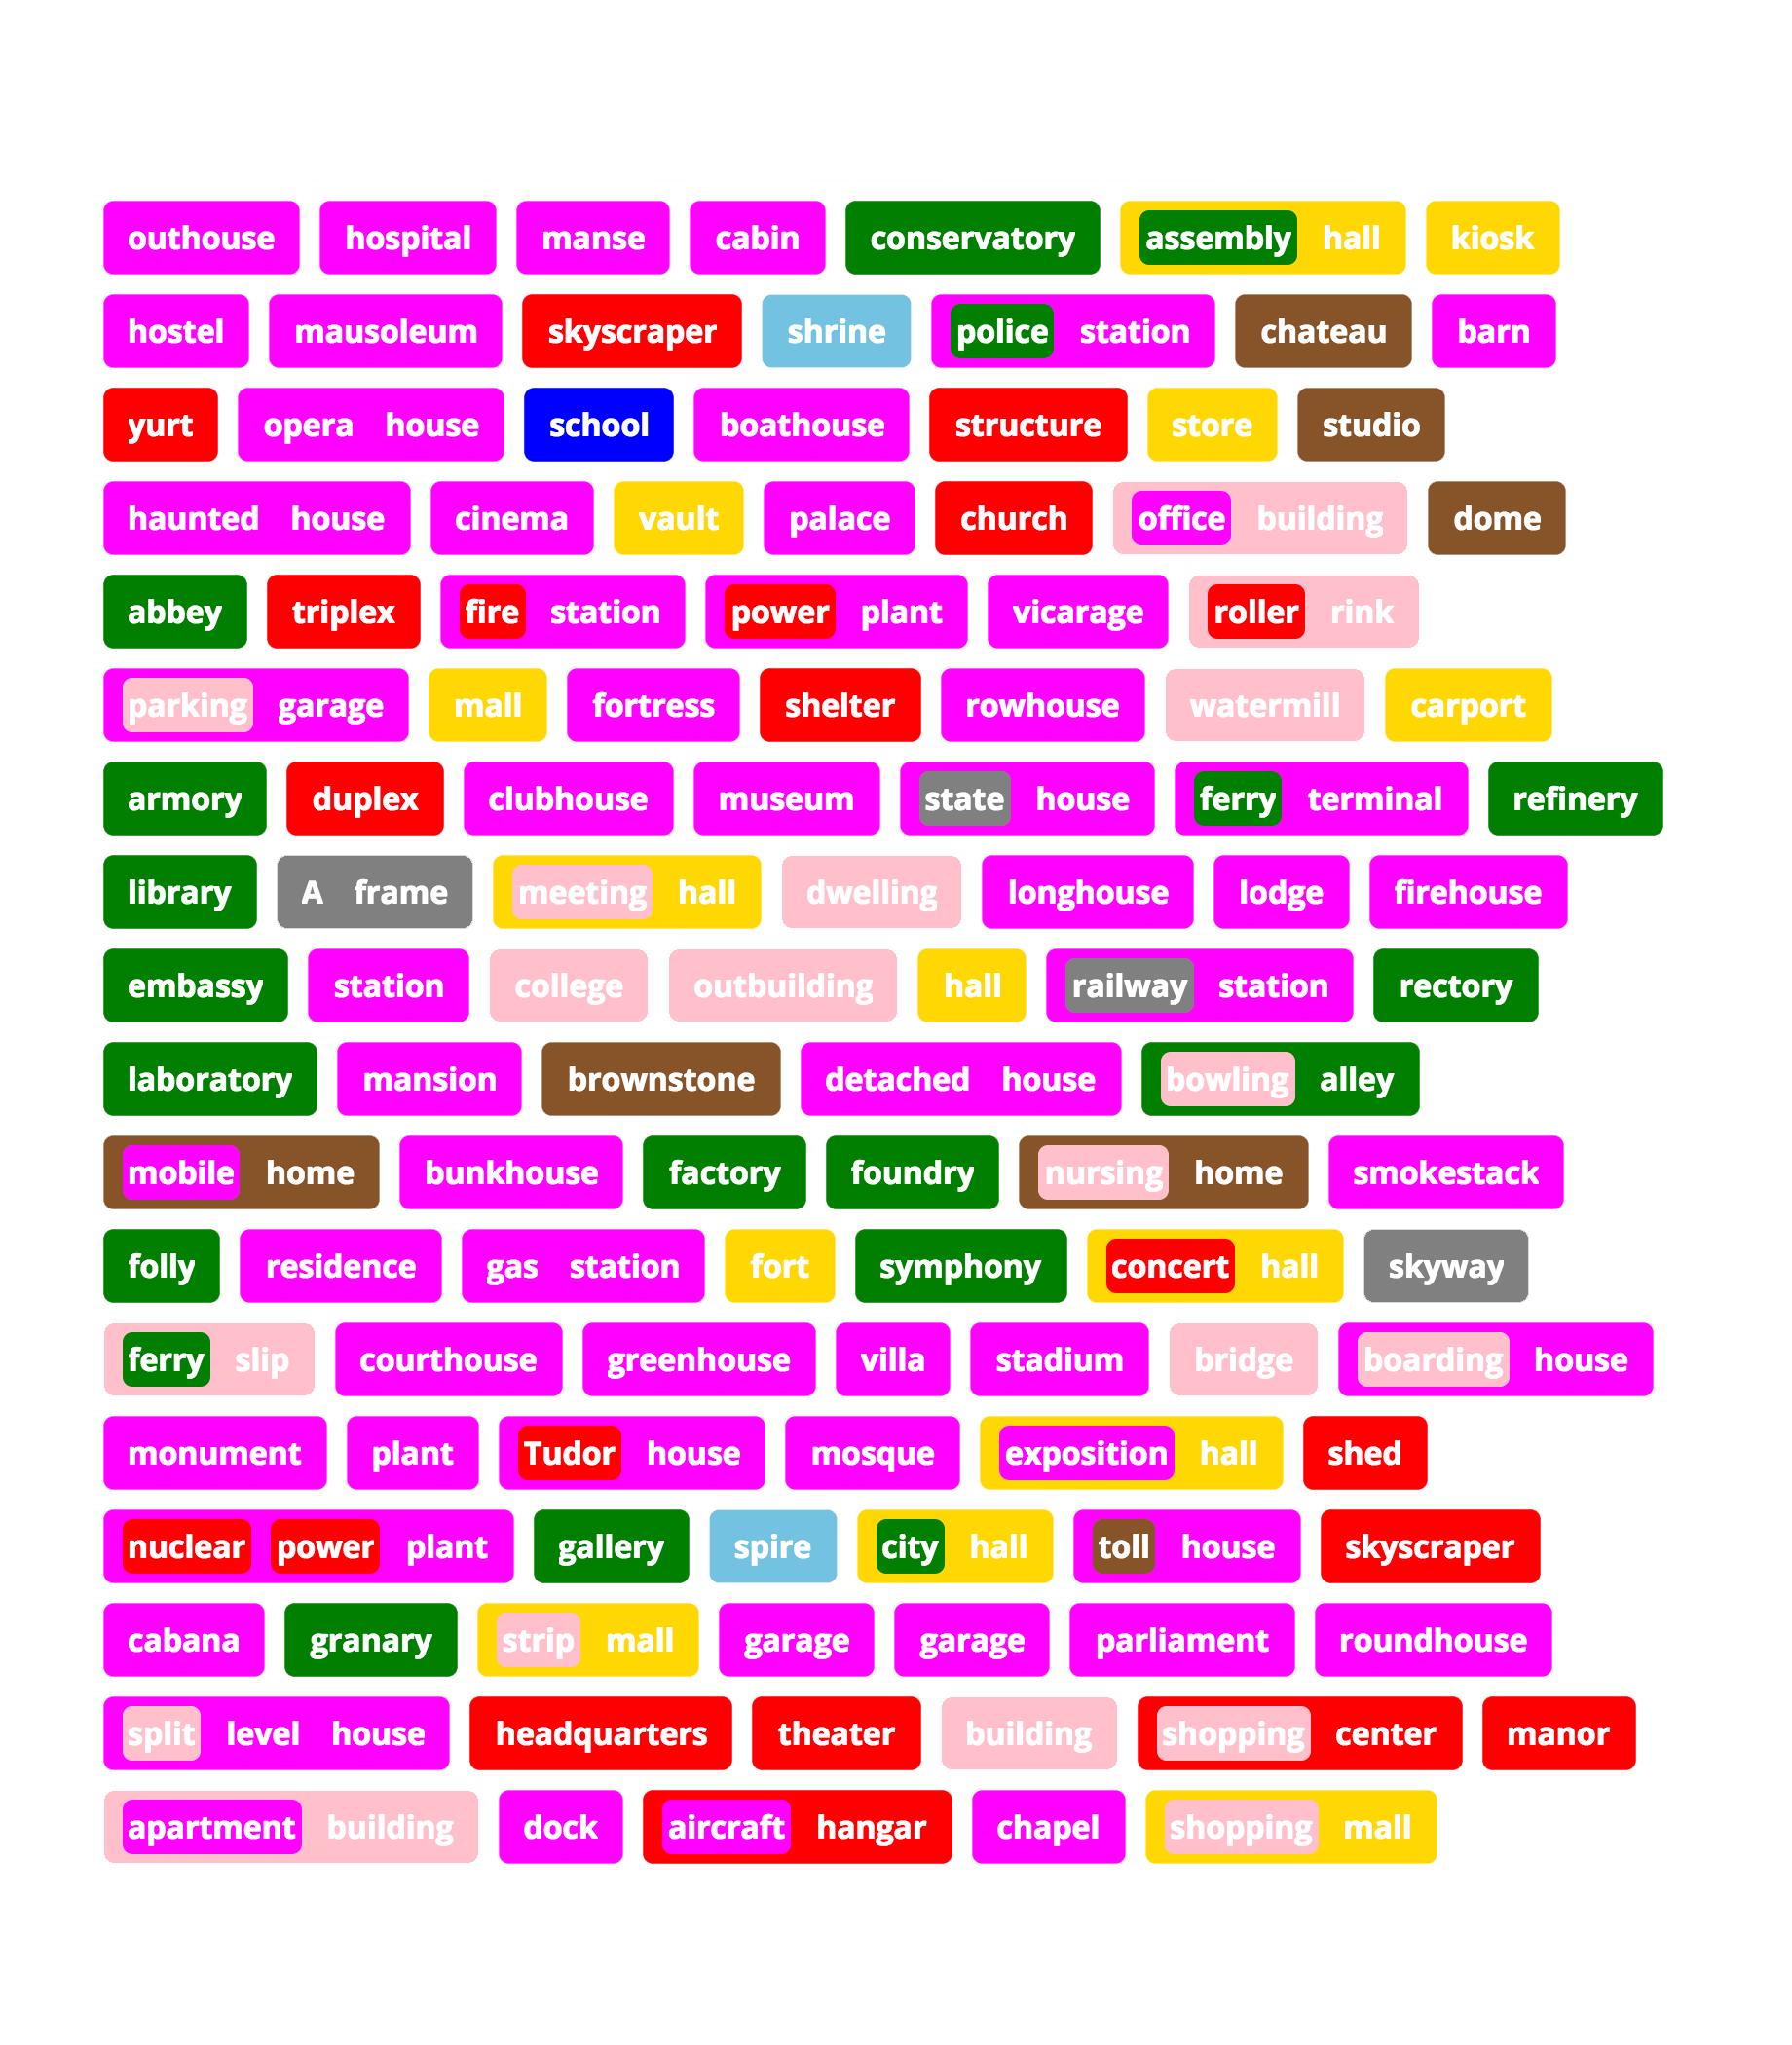 outhouse hospital manse cabin conservatory assembly hall kiosk
hostel mausoleum skyscraper shrine police station chateau barn
yurt opera house school boathouse structure store studio
haunted house cinema vault palace church office building dome
abbey triplex fire station power plant vicarage roller rink
parking garage mall fortress shelter rowhouse watermill carport
armory duplex clubhouse museum state house ferry terminal refinery
library A frame meeting hall dwelling longhouse lodge firehouse
embassy station college outbuilding hall railway station rectory
laboratory mansion brownstone detached house bowling alley
mobile home bunkhouse factory foundry nursing home smokestack
folly residence gas station fort symphony concert hall skyway
ferry slip courthouse greenhouse villa stadium bridge boarding house
monument plant Tudor house mosque exposition hall shed
nuclear power plant gallery spire city hall toll house skyscraper
cabana granary strip mall garage garage parliament roundhouse
split level house headquarters theater building shopping center manor
apartment building dock aircraft hangar chapel shopping mall